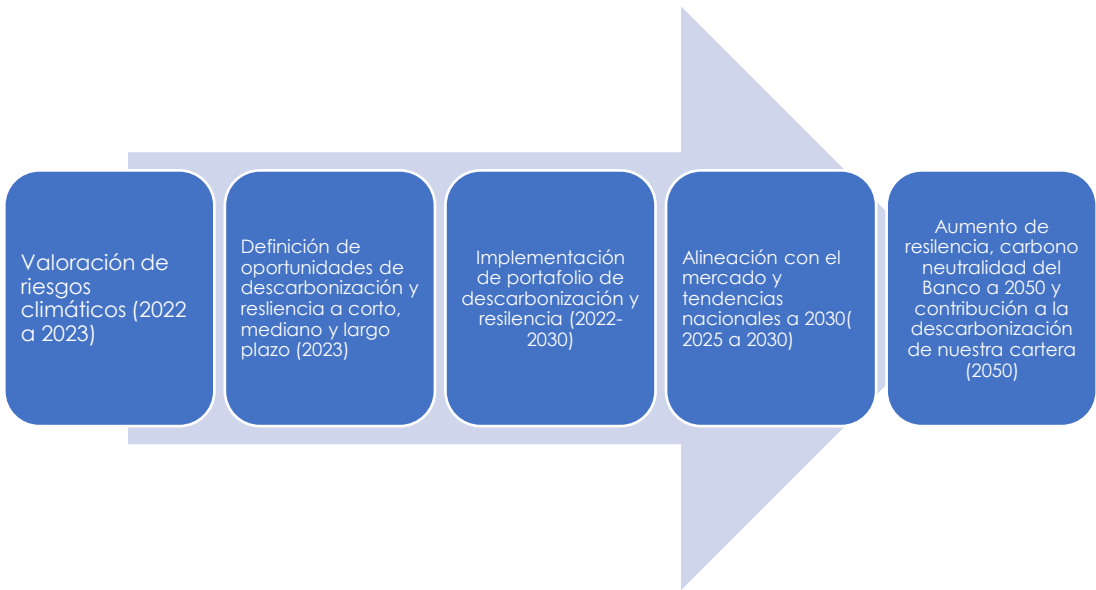 Valoración de
riesgos
climáticos (2022
a 2023)
Definición de
oportunidades de
descarbonización y
resliencia a corto,
mediano y largo
plazo (2023)
Implementación
de portafolio de
descarbonización y
resilencia (2022-
2030)
Alineación con el
mercado y
tendencias
nacionales a 2030(
2025 a 2030)
Aumento de
resilencia, carbono
neutralidad del
Banco a 2050 y
contribución a la
descarbonización
de nuestra cartera
(2050)